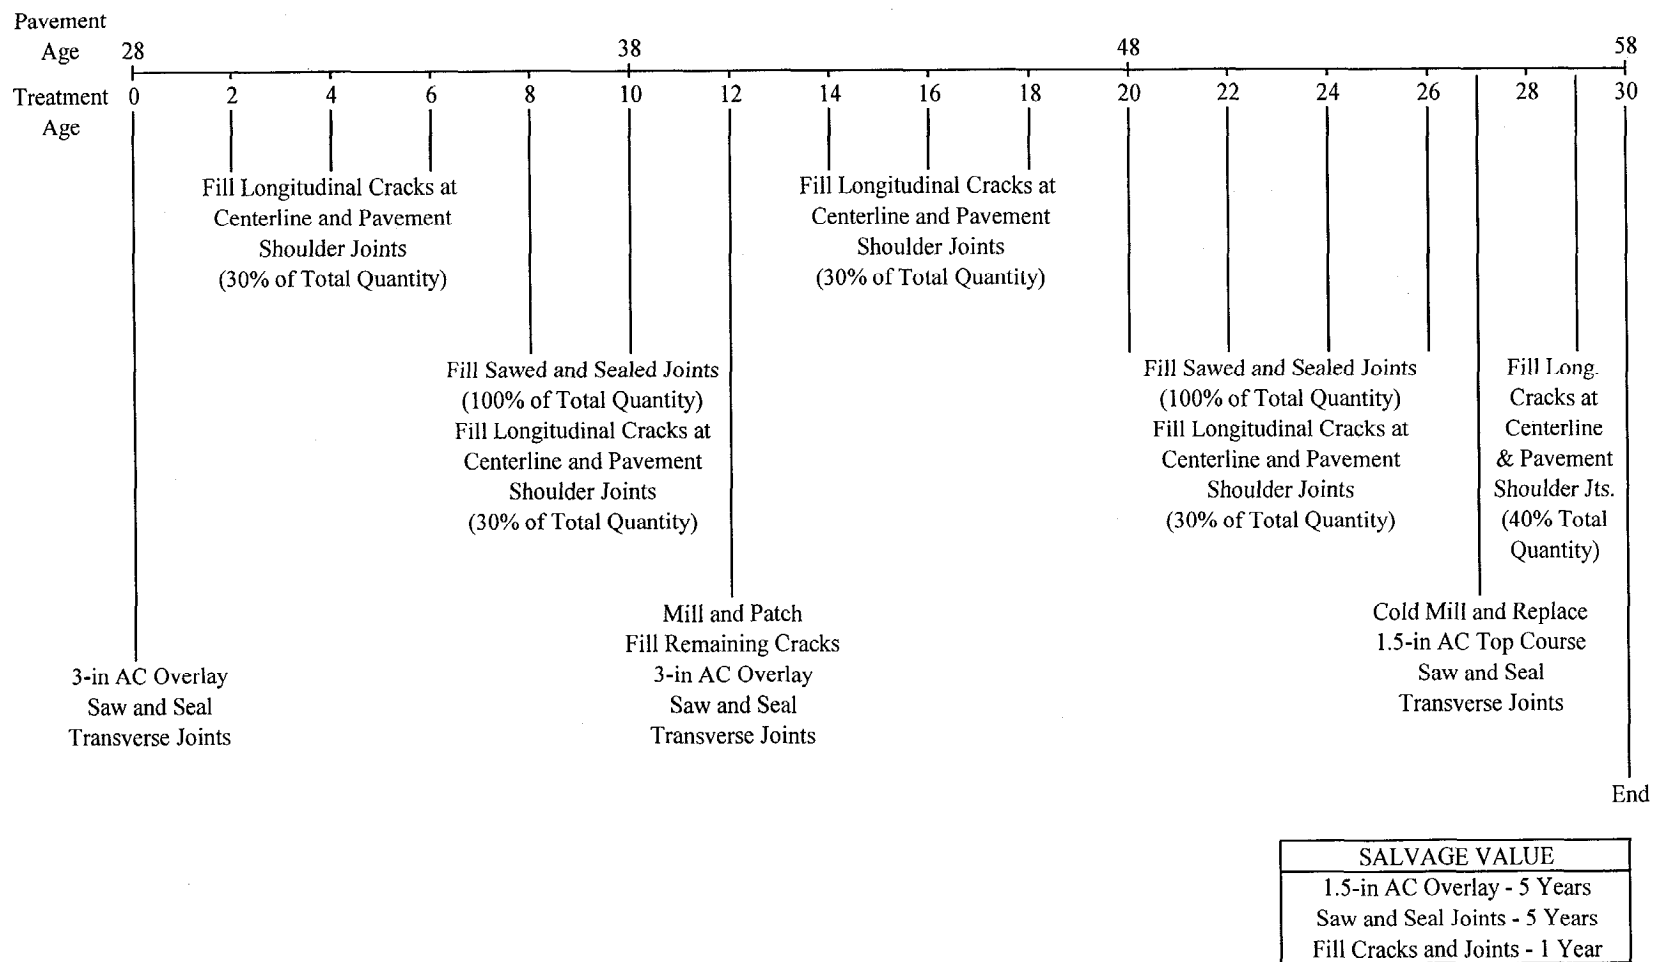 Pavement
Age 28 38 48 58
Treatment 0 2 4 6 8 10 12 14 16 18 20 22 24 26 28 30
Age
Fill Longitudinal Cracks at
Centerline and Pavement
Shoulder Joints
(30% of Total Quantity)
Fill Longitudinal Cracks at
Centerline and Pavement
Shoulder Joints
(30% of Total Quantity)
Fill Sawed and Sealed Joints
(100% of Total Quantity)
Fill Longitudinal Cracks at
Centerline and Pavement
Shoulder Joints
(30% of Total Quantity)
Fill Sawed and Sealed Joints
(100% of Total Quantity)
Fill Longitudinal Cracks at
Centerline and Pavement
Shoulder Joints
(30% of Total Quantity)
Fill Long.
Cracks at
Centerline
& Pavement
Shoulder Jts.
(40% Total
Quantity)
3-in AC Overlay
Saw and Seal
Transverse Joints
Mill and Patch
Fill Remaining Cracks
3-in AC Overlay
Saw and Seal
Transverse Joints
Cold Mill and Replace
1.5-in AC Top Course
Saw and Seal
Transverse Joints
End
SALVAGE VALUE
1.5-in AC Overlay - 5 Years
Saw and Seal Joints - 5 Years
Fill Cracks and Joints - 1 Year